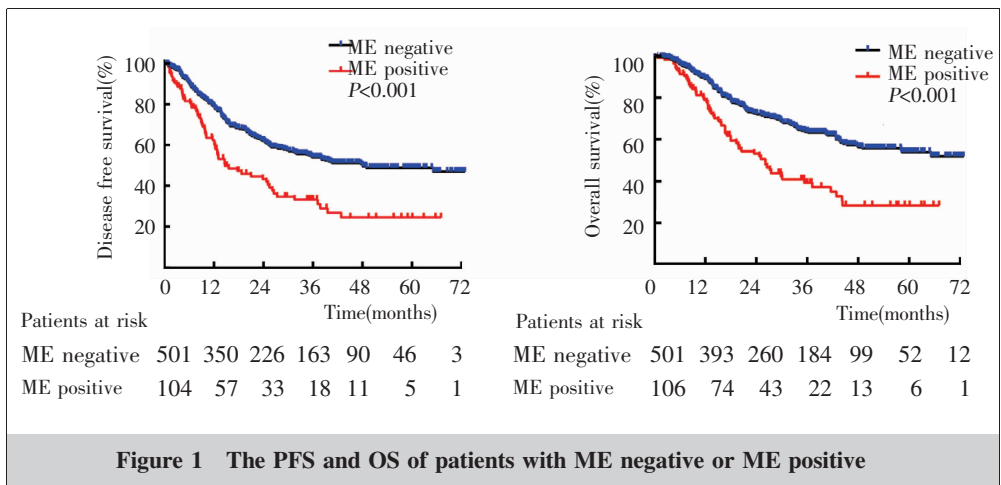 Disease free survival(%)
100
80
60
40
20
ME negative
ME positive
P<0.001
0 12 24 36 48 60 72
Time(months)
Patients at risk
ME negative 501 350 226 163 90 46 3
ME positive 104 57 33 18 11 5 1
Overall survival(%)
100
80
60
40
20
ME negative
ME positive
P<0.001
0 12 24 36 48 60 72
Time(months)
Patients at risk
ME negative 501 393 260 184 99 52 12
ME positive 106 74 43 22 13 6 1
Figure 1 The PFS and OS of patients with ME negative or ME positive